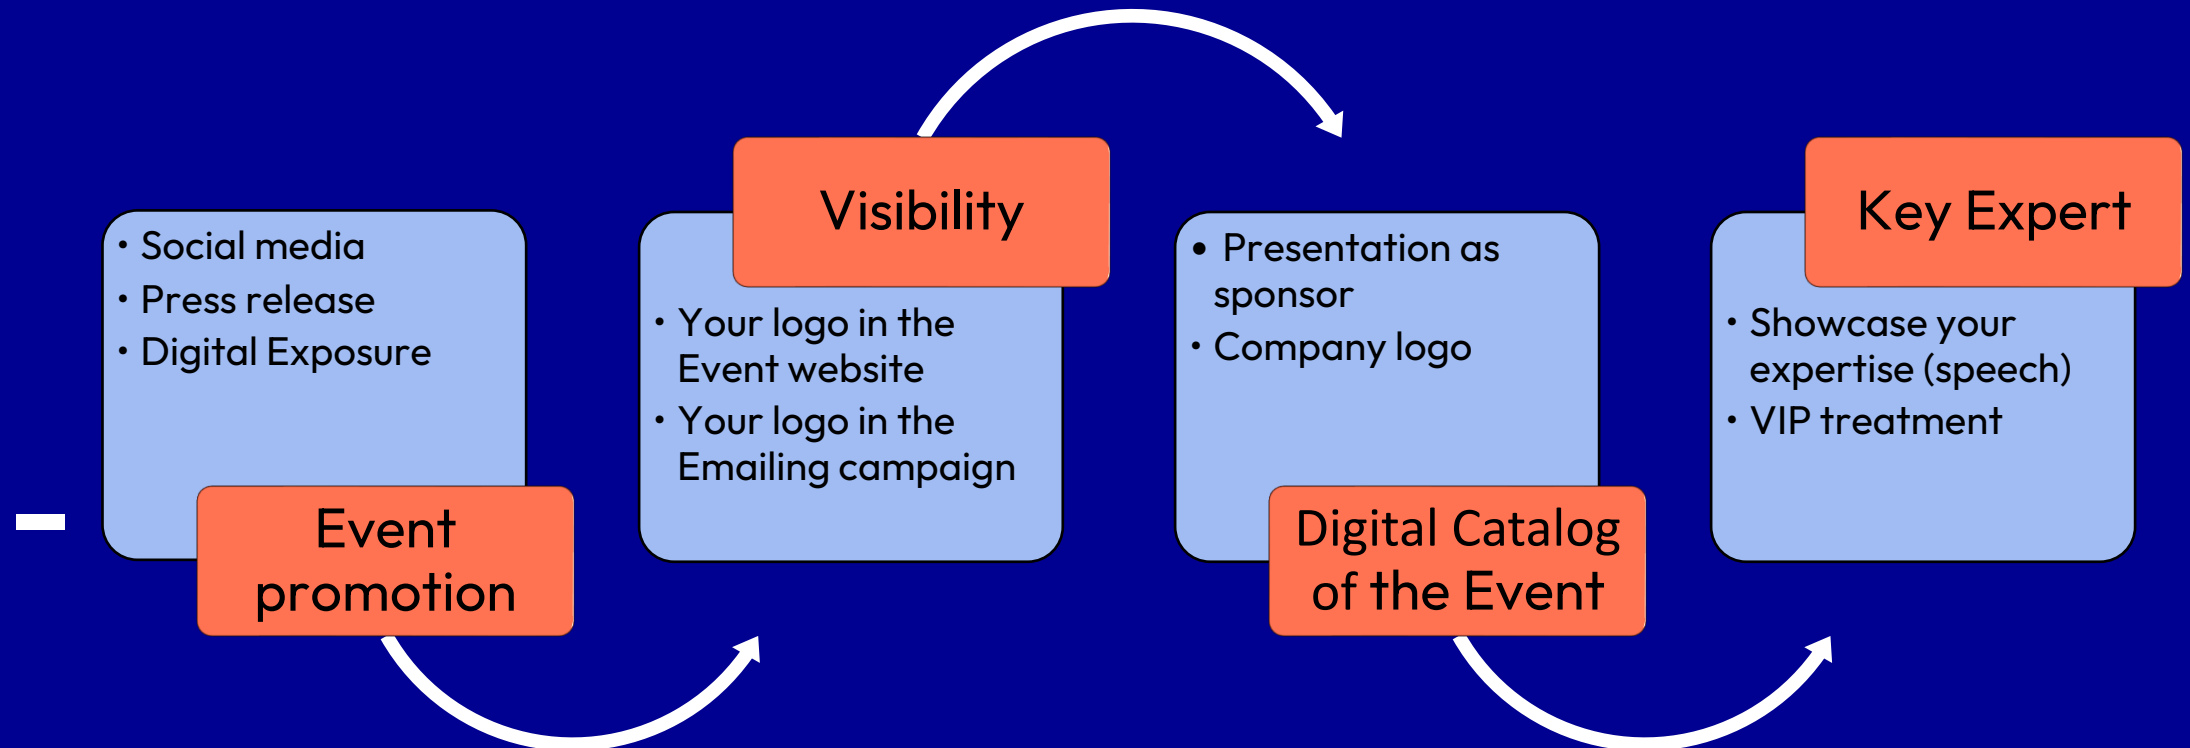 • Social media
• Press release
• Digital Exposure
Event
promotion
Visibility
• Your logo in the
Event website
• Your logo in the
Emailing campaign
• Presentation as
sponsor
• Company logo
Digital Catalog
of the Event
Key Expert
• Showcase your
expertise (speech)
• VIP treatment